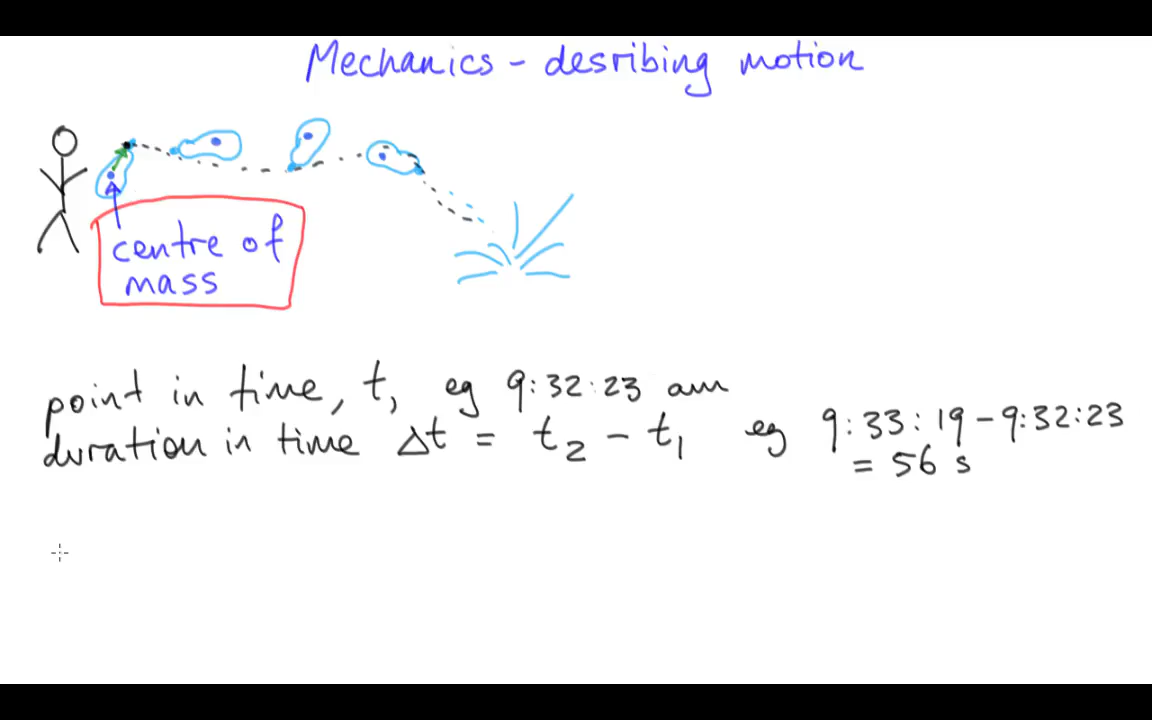 Mechanics - desribing motion
centre of
mass
point in time, t, eg 9:32:23 am
duration in time Δt = t₂ - t₁ eg 9:33:19 - 9:32:23
= 56 s